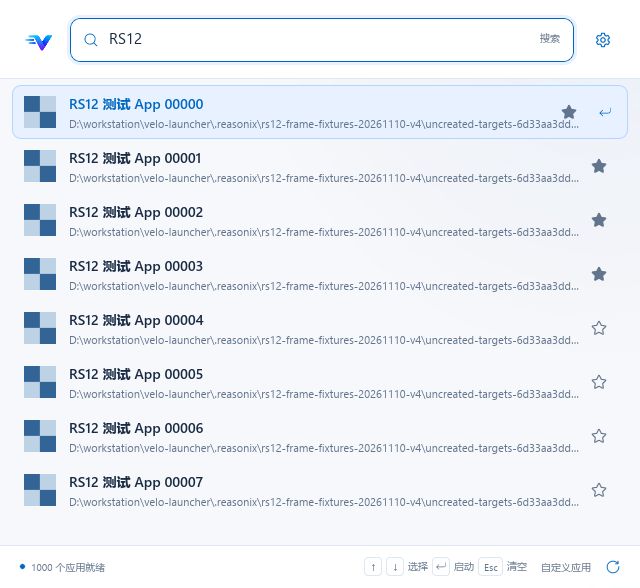 RS12 搜索
RS12 测试 App 00000
D:\workstation\velo-launcher\.reasonix\rs12-frame-fixtures-20261110-v4\uncreated-targets-6d33aa3dd...
RS12 测试 App 00001
D:\workstation\velo-launcher\.reasonix\rs12-frame-fixtures-20261110-v4\uncreated-targets-6d33aa3dd...
RS12 测试 App 00002
D:\workstation\velo-launcher\.reasonix\rs12-frame-fixtures-20261110-v4\uncreated-targets-6d33aa3dd...
RS12 测试 App 00003
D:\workstation\velo-launcher\.reasonix\rs12-frame-fixtures-20261110-v4\uncreated-targets-6d33aa3dd...
RS12 测试 App 00004
D:\workstation\velo-launcher\.reasonix\rs12-frame-fixtures-20261110-v4\uncreated-targets-6d33aa3dd...
RS12 测试 App 00005
D:\workstation\velo-launcher\.reasonix\rs12-frame-fixtures-20261110-v4\uncreated-targets-6d33aa3dd...
RS12 测试 App 00006
D:\workstation\velo-launcher\.reasonix\rs12-frame-fixtures-20261110-v4\uncreated-targets-6d33aa3dd...
RS12 测试 App 00007
D:\workstation\velo-launcher\.reasonix\rs12-frame-fixtures-20261110-v4\uncreated-targets-6d33aa3dd...
1000 个应用就绪 ↑ ↓ 选择 ↵ 启动 Esc 清空 自定义应用